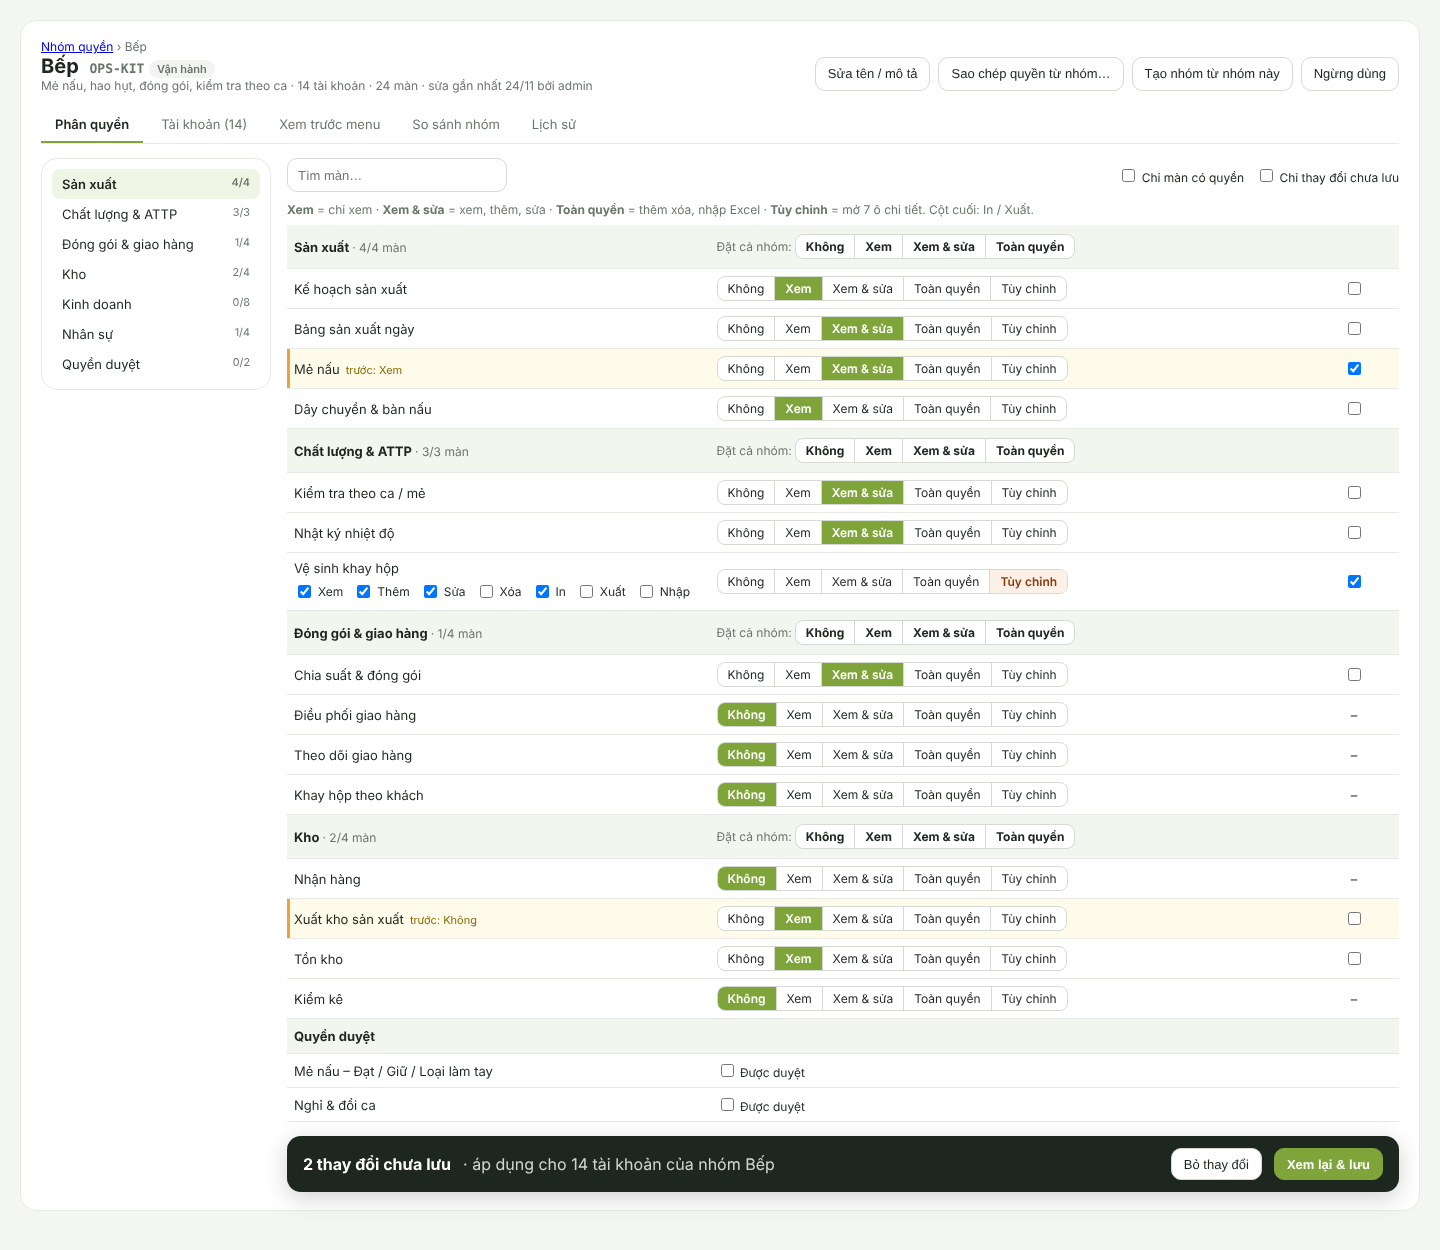 Nhóm quyền › Bếp
Bếp OPS-KIT Vận hành
Mẻ nấu, hao hụt, đóng gói, kiểm tra theo ca · 14 tài khoản · 24 màn · sửa gần nhất 24/11 bởi admin
Sửa tên / mô tả
Sao chép quyền từ nhóm…
Tạo nhóm từ nhóm này
Ngừng dùng
Phân quyền
Tài khoản (14)
Xem trước menu
So sánh nhóm
Lịch sử
Sản xuất 4/4
Chất lượng & ATTP 3/3
Đóng gói & giao hàng 1/4
Kho 2/4
Kinh doanh 0/8
Nhân sự 1/4
Quyền duyệt 0/2
Tìm màn…
Chỉ màn có quyền
Chỉ thay đổi chưa lưu
Xem = chỉ xem · Xem & sửa = xem, thêm, sửa · Toàn quyền = thêm xóa, nhập Excel · Tùy chỉnh = mở 7 ô chi tiết. Cột cuối: In / Xuất.
Sản xuất · 4/4 màn Đặt cả nhóm: Không Xem Xem & sửa Toàn quyền
Kế hoạch sản xuất Không Xem Xem & sửa Toàn quyền Tùy chỉnh
Bảng sản xuất ngày Không Xem Xem & sửa Toàn quyền Tùy chỉnh
Mẻ nấu trước: Xem Không Xem Xem & sửa Toàn quyền Tùy chỉnh
Dây chuyền & bàn nấu Không Xem Xem & sửa Toàn quyền Tùy chỉnh
Chất lượng & ATTP · 3/3 màn Đặt cả nhóm: Không Xem Xem & sửa Toàn quyền
Kiểm tra theo ca / mẻ Không Xem Xem & sửa Toàn quyền Tùy chỉnh
Nhật ký nhiệt độ Không Xem Xem & sửa Toàn quyền Tùy chỉnh
Vệ sinh khay hộp
Xem Thêm Sửa Xóa In Xuất Nhập
Không Xem Xem & sửa Toàn quyền Tùy chỉnh
Đóng gói & giao hàng · 1/4 màn Đặt cả nhóm: Không Xem Xem & sửa Toàn quyền
Chia suất & đóng gói Không Xem Xem & sửa Toàn quyền Tùy chỉnh
Điều phối giao hàng Không Xem Xem & sửa Toàn quyền Tùy chỉnh –
Theo dõi giao hàng Không Xem Xem & sửa Toàn quyền Tùy chỉnh –
Khay hộp theo khách Không Xem Xem & sửa Toàn quyền Tùy chỉnh –
Kho · 2/4 màn Đặt cả nhóm: Không Xem Xem & sửa Toàn quyền
Nhận hàng Không Xem Xem & sửa Toàn quyền Tùy chỉnh –
Xuất kho sản xuất trước: Không Không Xem Xem & sửa Toàn quyền Tùy chỉnh
Tồn kho Không Xem Xem & sửa Toàn quyền Tùy chỉnh
Kiểm kê Không Xem Xem & sửa Toàn quyền Tùy chỉnh –
Quyền duyệt
Mẻ nấu – Đạt / Giữ / Loại làm tay Được duyệt
Nghỉ & đổi ca Được duyệt
2 thay đổi chưa lưu · áp dụng cho 14 tài khoản của nhóm Bếp
Bỏ thay đổi
Xem lại & lưu